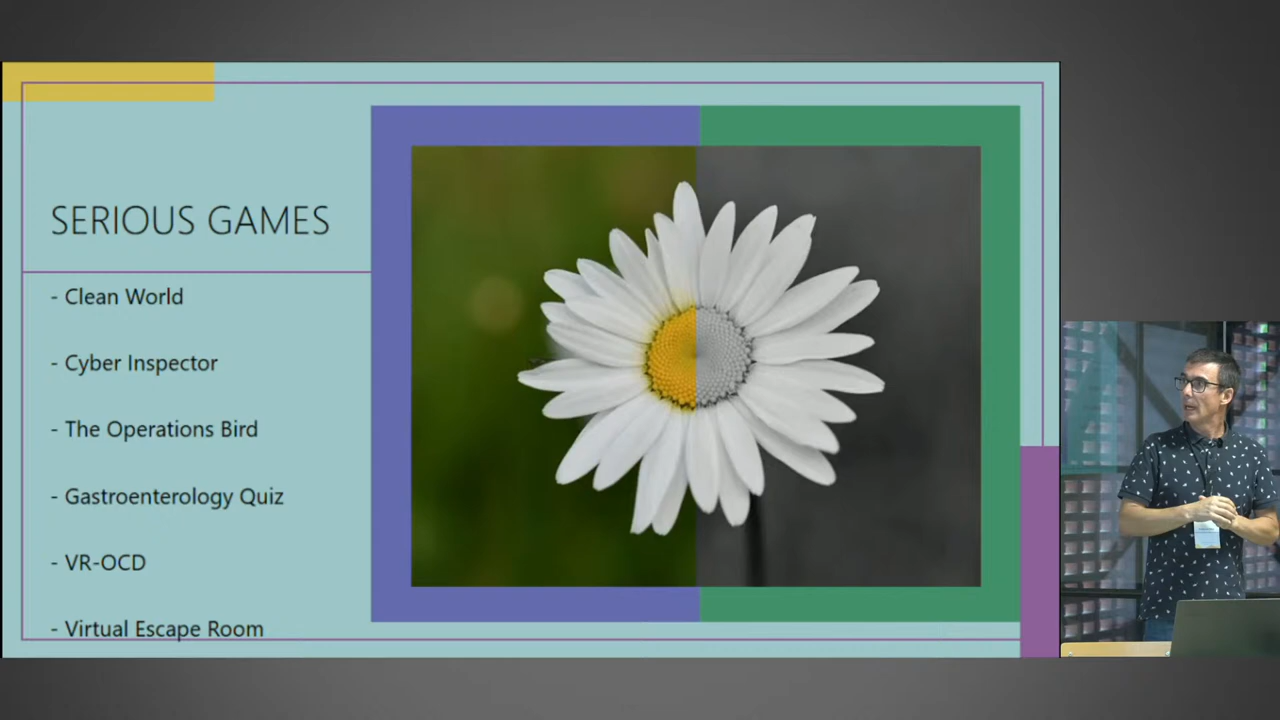 SERIOUS GAMES
- Clean World
- Cyber Inspector
- The Operations Bird
- Gastroenterology Quiz
- VR-OCD
- Virtual Escape Room